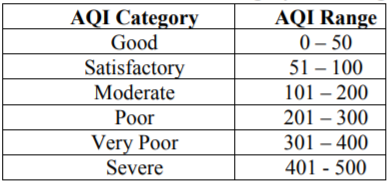 AQI Category AQI Range
Good 0 – 50
Satisfactory 51 – 100
Moderate 101 – 200
Poor 201 – 300
Very Poor 301 – 400
Severe 401 - 500